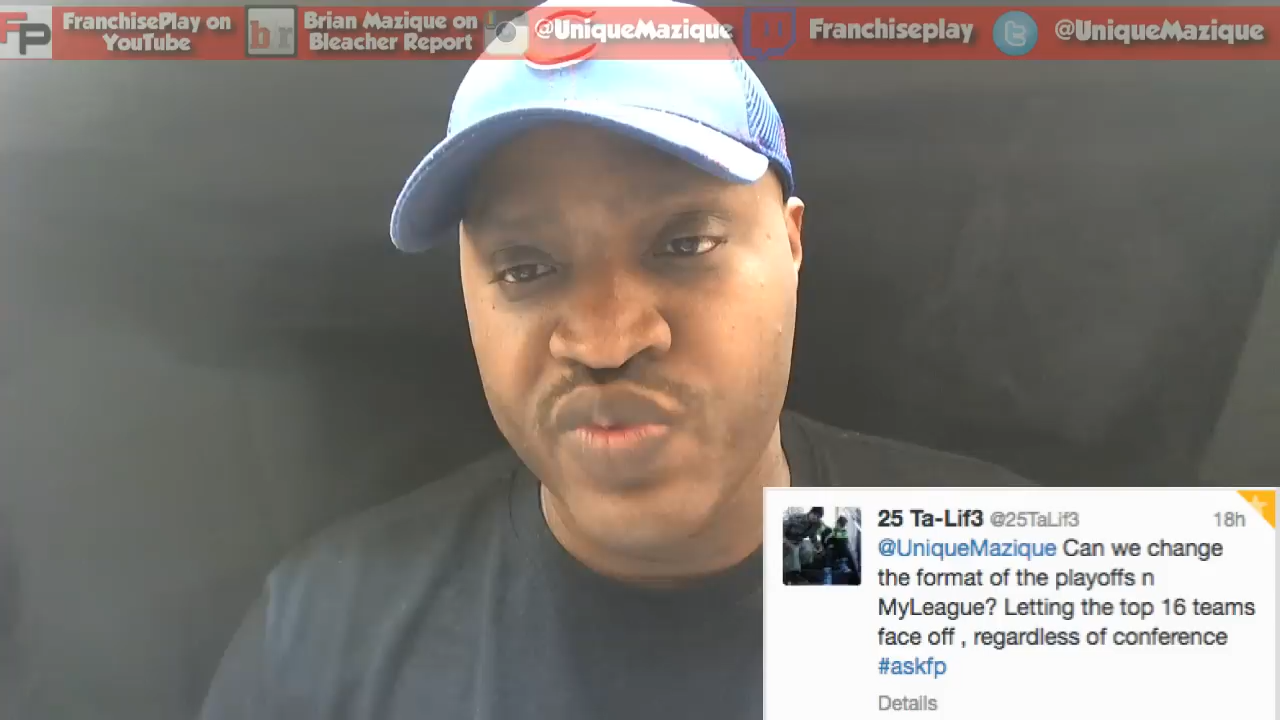 FP
FranchisePlay on
YouTube
br
Brian Mazique on
Bleacher Report
@UniqueMazique
Franchiseplay
@UniqueMazique
25 Ta-Lif3 @25TaLif3 18h
@UniqueMazique Can we change
the format of the playoffs n
MyLeague? Letting the top 16 teams
face off , regardless of conference
#askfp
Details